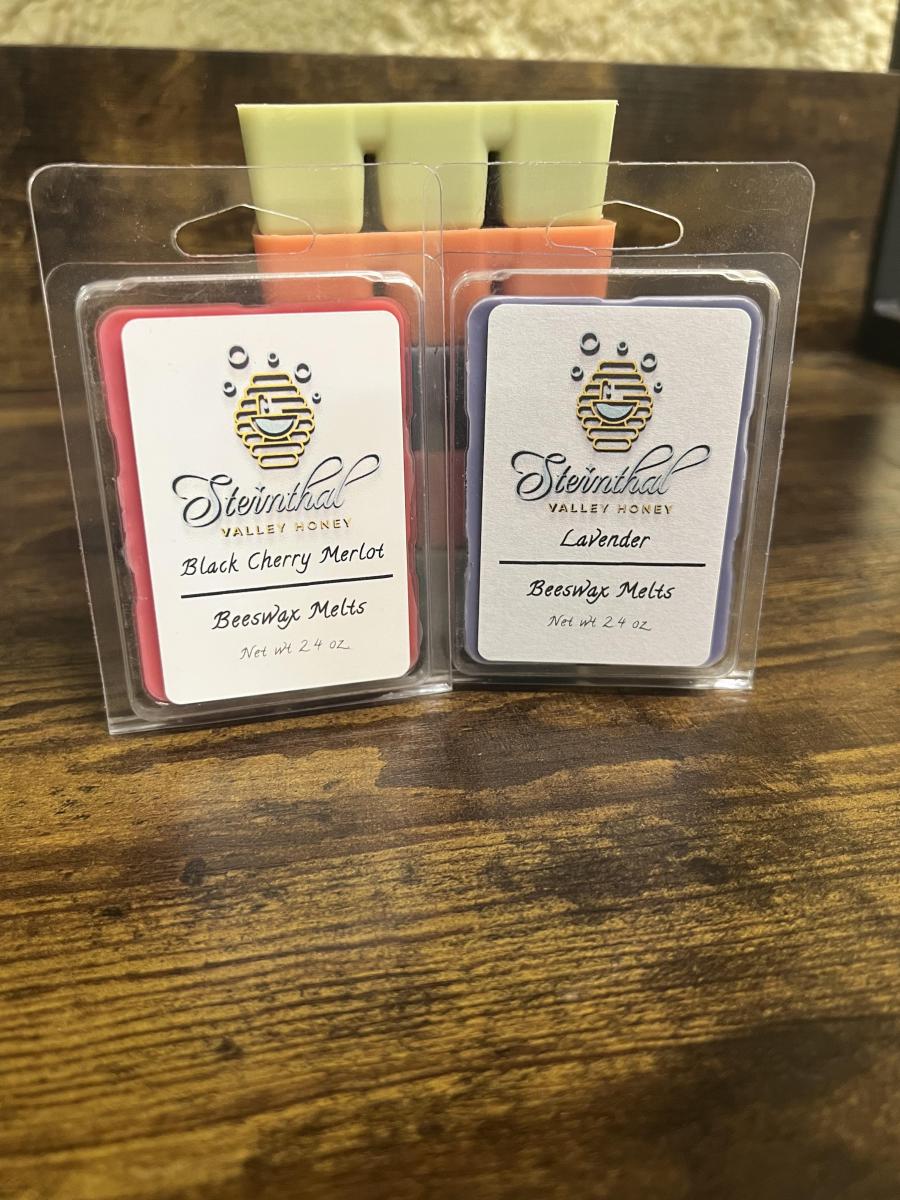 Steinthal
VALLEY HONEY
Black Cherry Merlot
Beeswax Melts
Net wt 2.4 oz
Steinthal
VALLEY HONEY
Lavender
Beeswax Melts
Net wt 2.4 oz